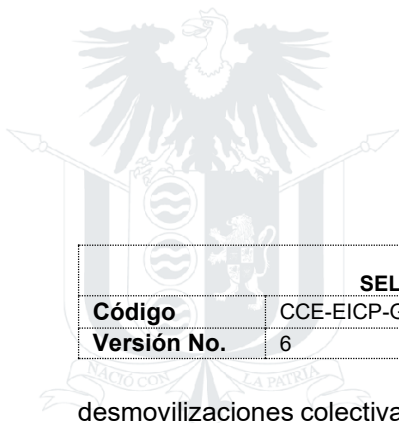 SEL
Código CCE-EICP-G
Versión No. 6
NACIÓ CON LA PATRIA
desmovilizaciones colectiva